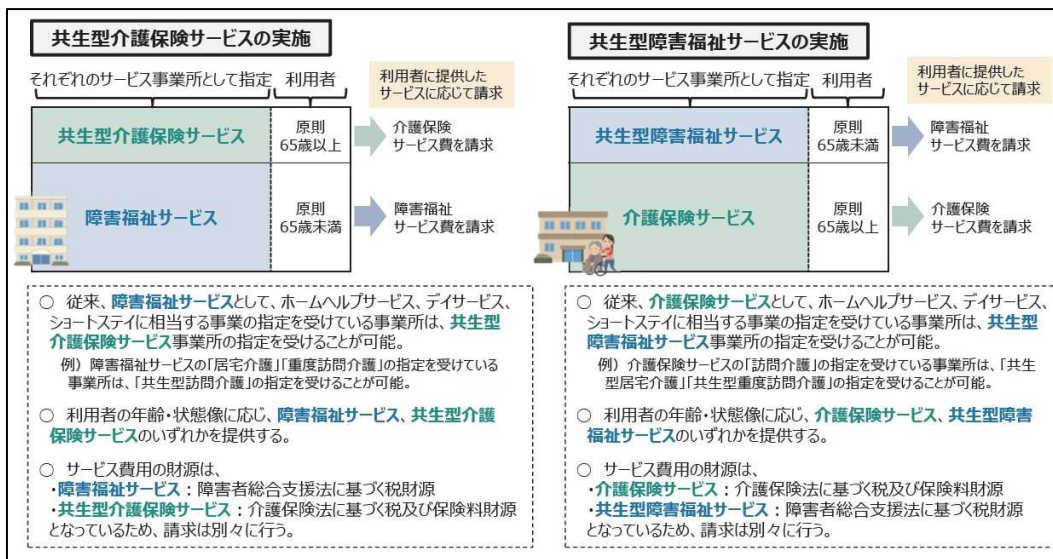 共生型介護保険サービスの実施
それぞれのサービス事業所として指定
利用者
利用者に提供した
サービスに応じて請求
共生型介護保険サービス
原則
65歳以上
介護保険
サービス費を請求
障害福祉サービス
原則
65歳未満
障害福祉
サービス費を請求
○ 従来、障害福祉サービスとして、ホームヘルプサービス、デイサービス、
ショートステイに相当する事業の指定を受けている事業所は、共生型
介護保険サービス事業所の指定を受けることが可能。
例）障害福祉サービスの「居宅介護」「重度訪問介護」の指定を受けている
事業所は、「共生型訪問介護」の指定を受けることが可能。
○ 利用者の年齢・状態像に応じ、障害福祉サービス、共生型介護
保険サービスのいずれかを提供する。
○ サービス費用の財源は、
・障害福祉サービス：障害者総合支援法に基づく税財源
・共生型介護保険サービス：介護保険法に基づく税及び保険料財源
となっているため、請求は別々に行う。
共生型障害福祉サービスの実施
それぞれのサービス事業所として指定
利用者
利用者に提供した
サービスに応じて請求
共生型障害福祉サービス
原則
65歳未満
障害福祉
サービス費を請求
介護保険サービス
原則
65歳以上
介護保険
サービス費を請求
○ 従来、介護保険サービスとして、ホームヘルプサービス、デイサービス、
ショートステイに相当する事業の指定を受けている事業所は、共生型
障害福祉サービス事業所の指定を受けることが可能。
例）介護保険サービスの「訪問介護」の指定を受けている事業所は、「共生
型居宅介護」「共生型重度訪問介護」の指定を受けることが可能。
○ 利用者の年齢・状態像に応じ、介護保険サービス、共生型障害
福祉サービスのいずれかを提供する。
○ サービス費用の財源は、
・介護保険サービス：介護保険法に基づく税及び保険料財源
・共生型障害福祉サービス：障害者総合支援法に基づく税財源
となっているため、請求は別々に行う。